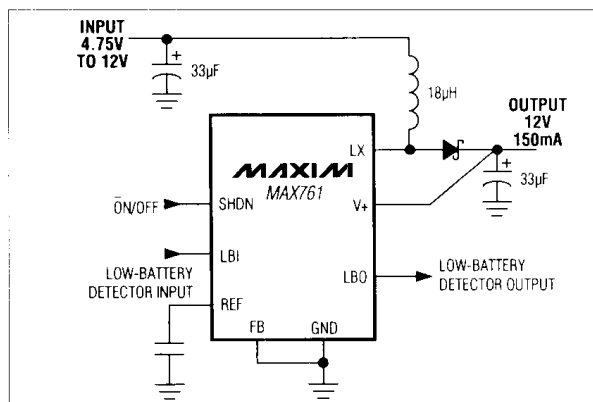 INPUT
4.75V
TO 12V
+
33µF
18µH
OUTPUT
12V
150mA
LX
+
33µF
MAXIM
MAX761
V+
O̅N/OFF
SHDN
LBI
LOW-BATTERY
DETECTOR INPUT
LBO
LOW-BATTERY
DETECTOR OUTPUT
REF
FB
GND